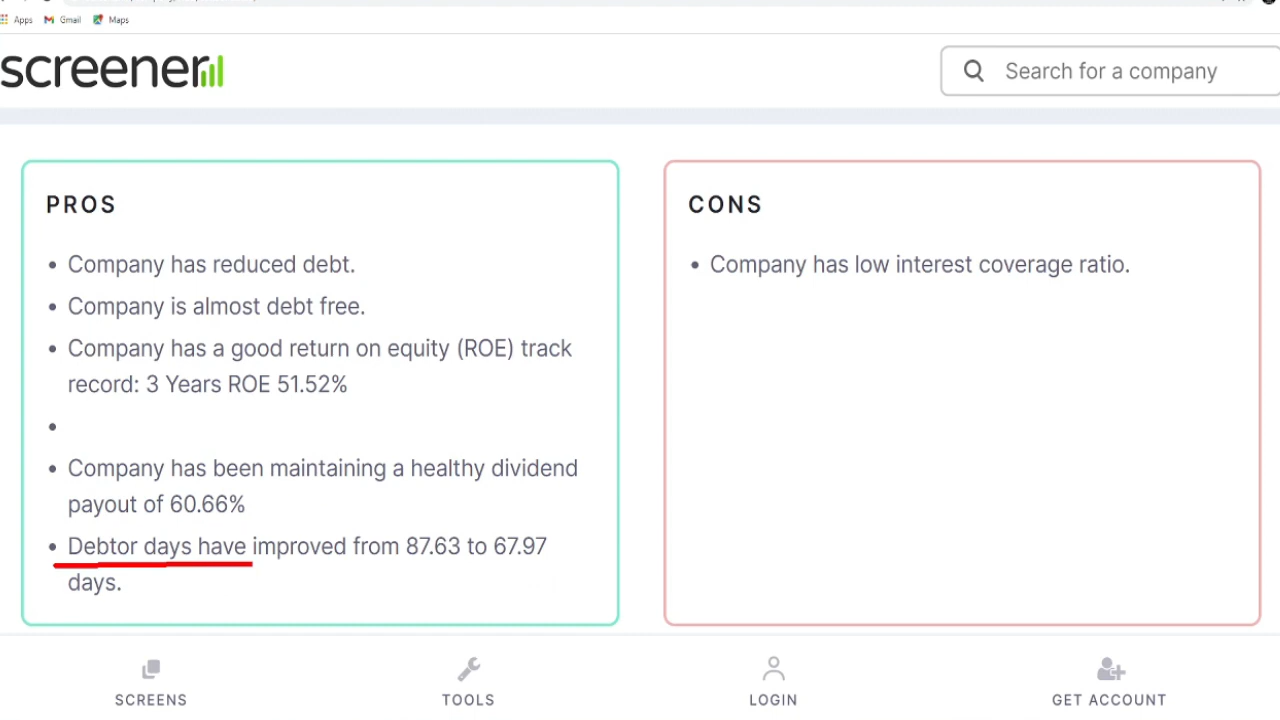 Apps Gmail Maps
screener
Search for a company
PROS
• Company has reduced debt.
• Company is almost debt free.
• Company has a good return on equity (ROE) track
record: 3 Years ROE 51.52%
•
• Company has been maintaining a healthy dividend
payout of 60.66%
• Debtor days have improved from 87.63 to 67.97
days.
CONS
• Company has low interest coverage ratio.
SCREENS TOOLS LOGIN GET ACCOUNT